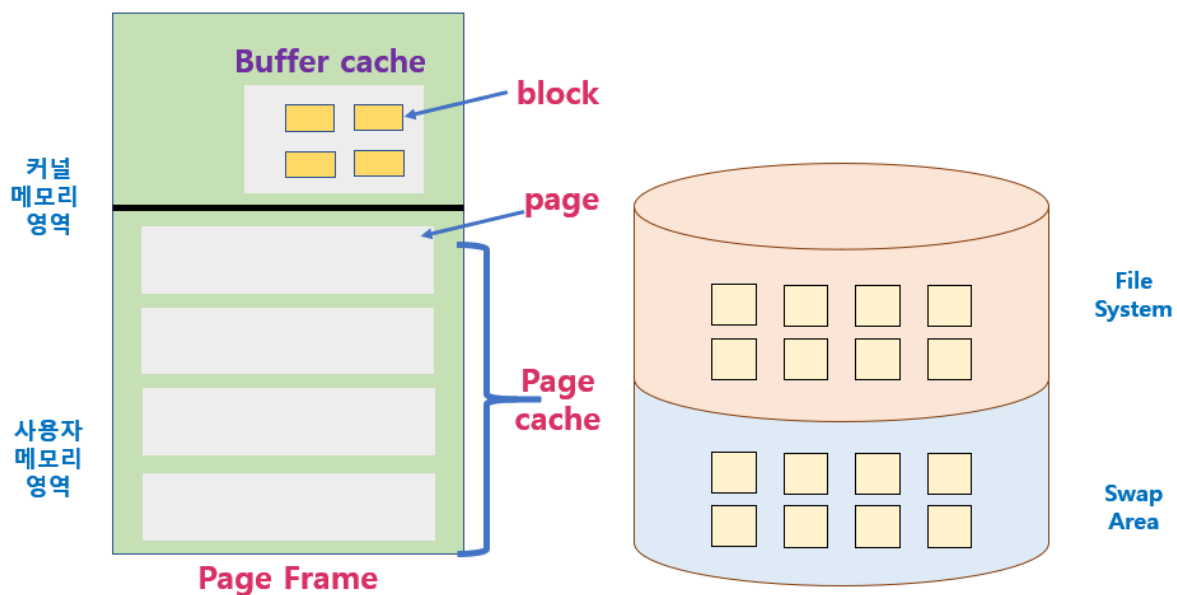 Buffer cache
block
커널
메모리
영역
page
File
System
Page
cache
사용자
메모리
영역
Swap
Area
Page Frame